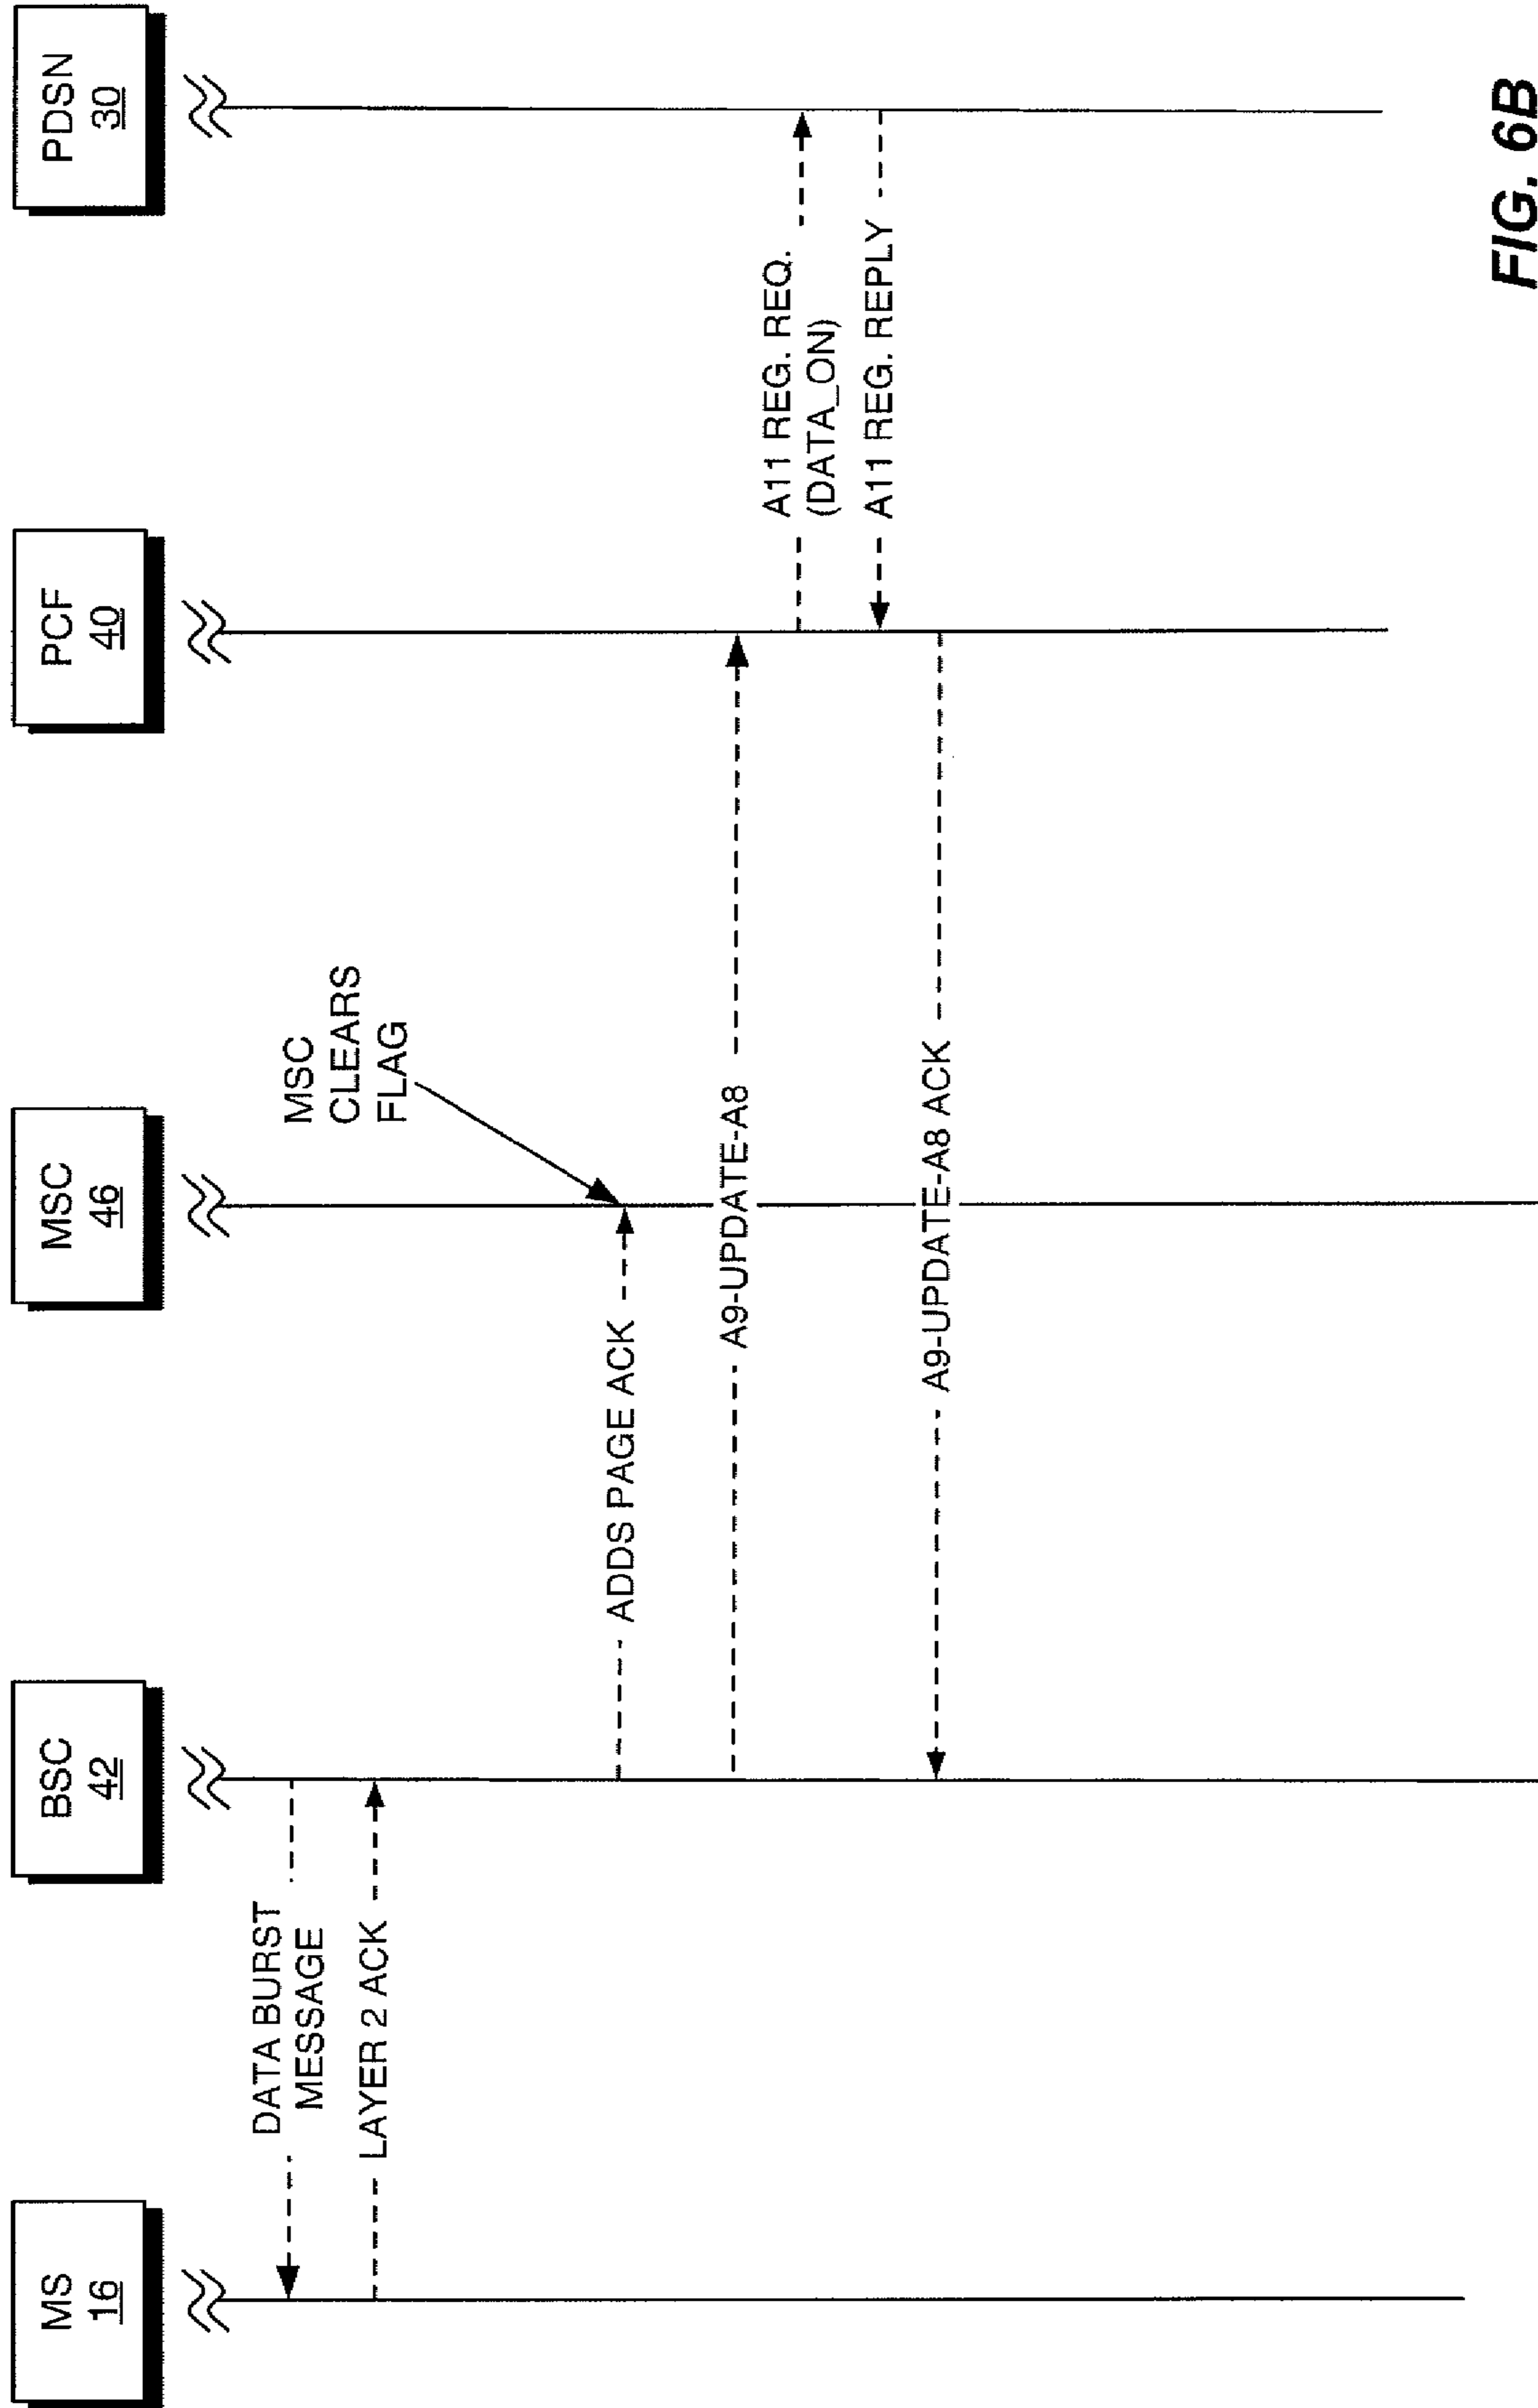 MS
16
BSC
42
MSC
46
PCF
40
PDSN
30
DATA BURST
MESSAGE
LAYER 2 ACK
MSC
CLEARS
FLAG
ADDS PAGE ACK
A9-UPDATE-A8
A11 REG. REQ.
(DATA_ON)
A11 REG. REPLY
A9-UPDATE-A8 ACK
FIG. 6B